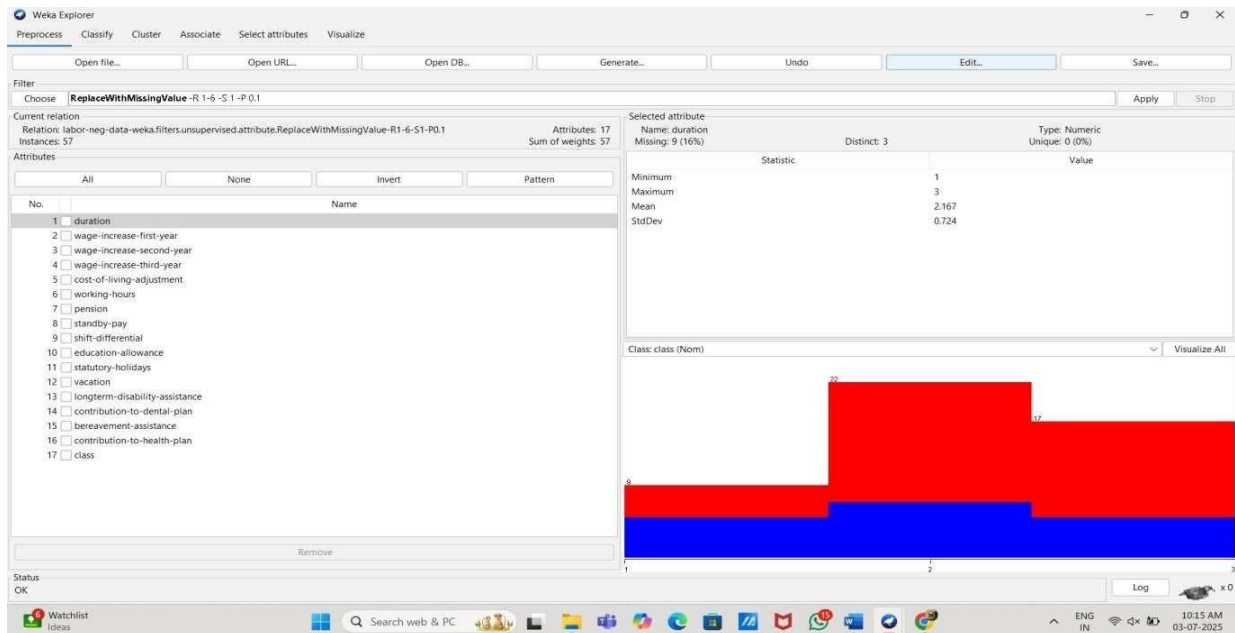 Weka Explorer
Preprocess Classify Cluster Associate Select attributes Visualize
Open file... Open URL... Open DB... Generate... Undo Edit... Save...
Filter
Choose ReplaceWithMissingValue -R 1-6 -S 1 -P 0.1 Apply Stop
Current relation
Relation: labor-neg-data-weka.filters.unsupervised.attribute.ReplaceWithMissingValue-R1-6-S1-P0.1 Attributes: 17
Instances: 57 Sum of weights: 57
Attributes
All None Invert Pattern
No. Name
1 duration
2 wage-increase-first-year
3 wage-increase-second-year
4 wage-increase-third-year
5 cost-of-living-adjustment
6 working-hours
7 pension
8 standby-pay
9 shift-differential
10 education-allowance
11 statutory-holidays
12 vacation
13 longterm-disability-assistance
14 contribution-to-dental-plan
15 bereavement-assistance
16 contribution-to-health-plan
17 class
Remove
Selected attribute
Name: duration Type: Numeric
Missing: 9 (16%) Distinct: 3 Unique: 0 (0%)
Statistic Value
Minimum 1
Maximum 3
Mean 2.167
StdDev 0.724
Class: class (Nom) Visualize All
22
17
9
1 2 3
Status
OK
Log x 0
Watchlist
Ideas
Search web & PC
15
ENG
IN
10:15 AM
03-07-2025